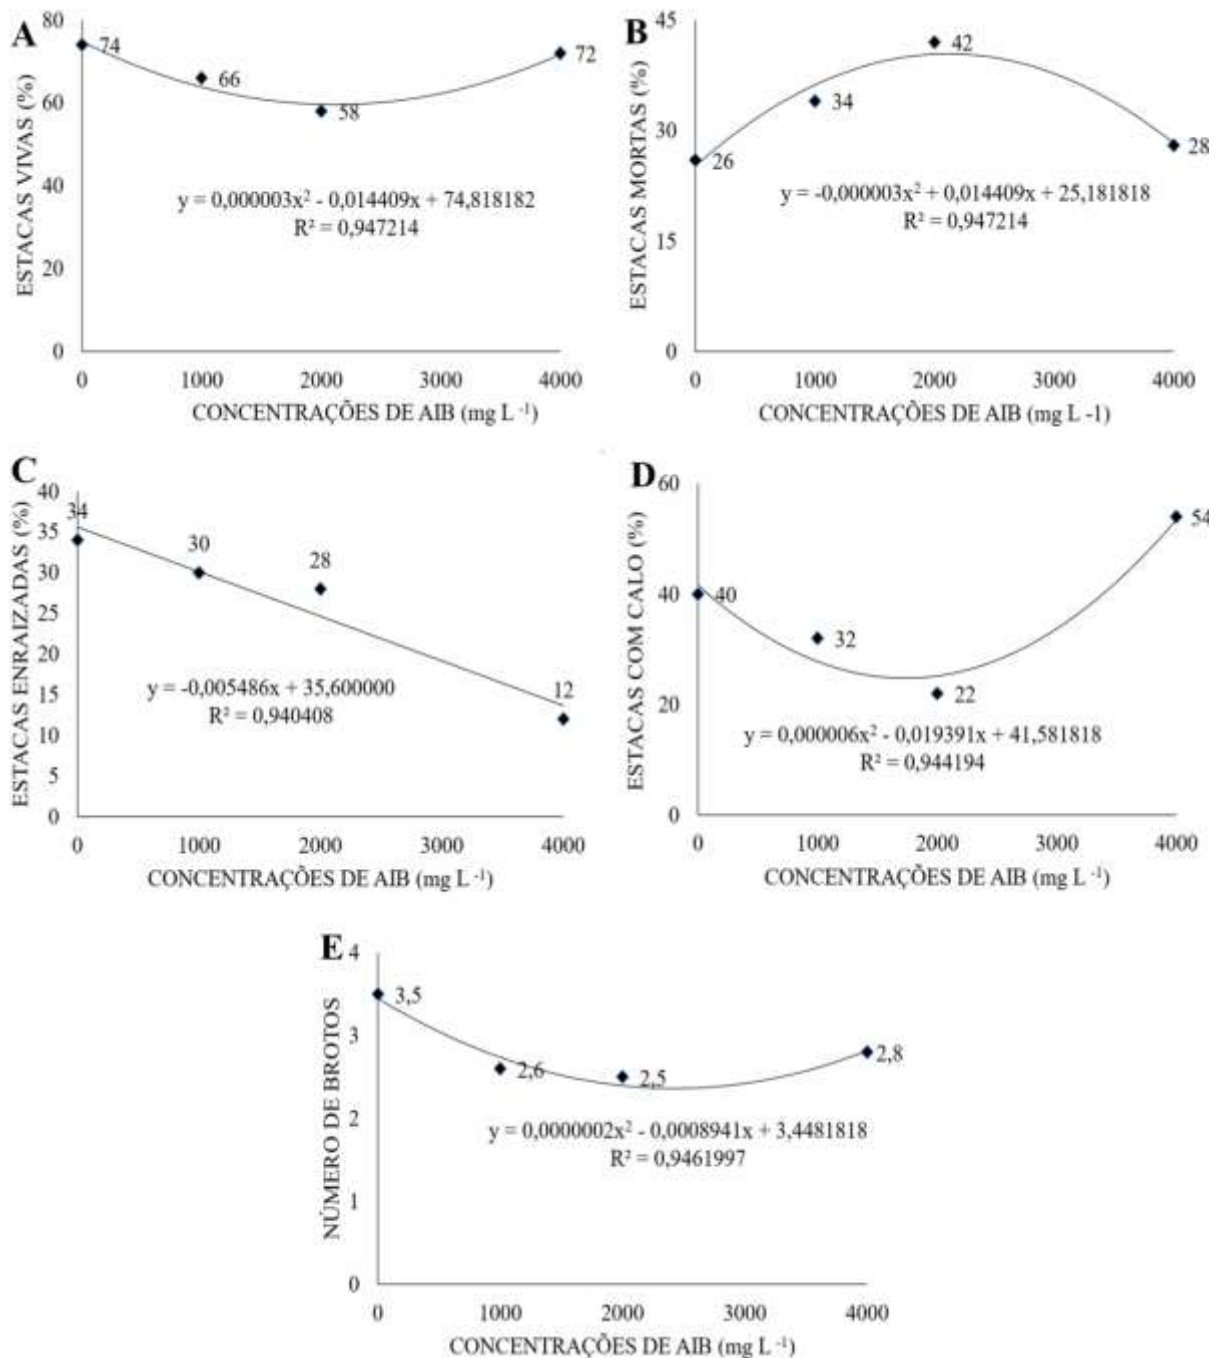 A
ESTACAS VIVAS (%)
80
60
40
20
0
74
66
58
72
y = 0,000003x² - 0,014409x + 74,818182
R² = 0,947214
0 1000 2000 3000 4000
CONCENTRAÇÕES DE AIB (mg L ⁻¹)
B
ESTACAS MORTAS (%)
45
30
15
0
26
34
42
28
y = -0,000003x² + 0,014409x + 25,181818
R² = 0,947214
0 1000 2000 3000 4000
CONCENTRAÇÕES DE AIB (mg L -1)
C
ESTACAS ENRAIZADAS (%)
40
35
30
25
20
15
10
5
0
34
30
28
12
y = -0,005486x + 35,600000
R² = 0,940408
0 1000 2000 3000 4000
CONCENTRAÇÕES DE AIB (mg L ⁻¹)
D
ESTACAS COM CALO (%)
60
40
20
0
40
32
22
54
y = 0,000006x² - 0,019391x + 41,581818
R² = 0,944194
0 1000 2000 3000 4000
CONCENTRAÇÕES DE AIB (mg L ⁻¹)
E
NÚMERO DE BROTOS
4
3
2
1
0
3,5
2,6
2,5
2,8
y = 0,0000002x² - 0,0008941x + 3,4481818
R² = 0,9461997
0 1000 2000 3000 4000
CONCENTRAÇÕES DE AIB (mg L ⁻¹)